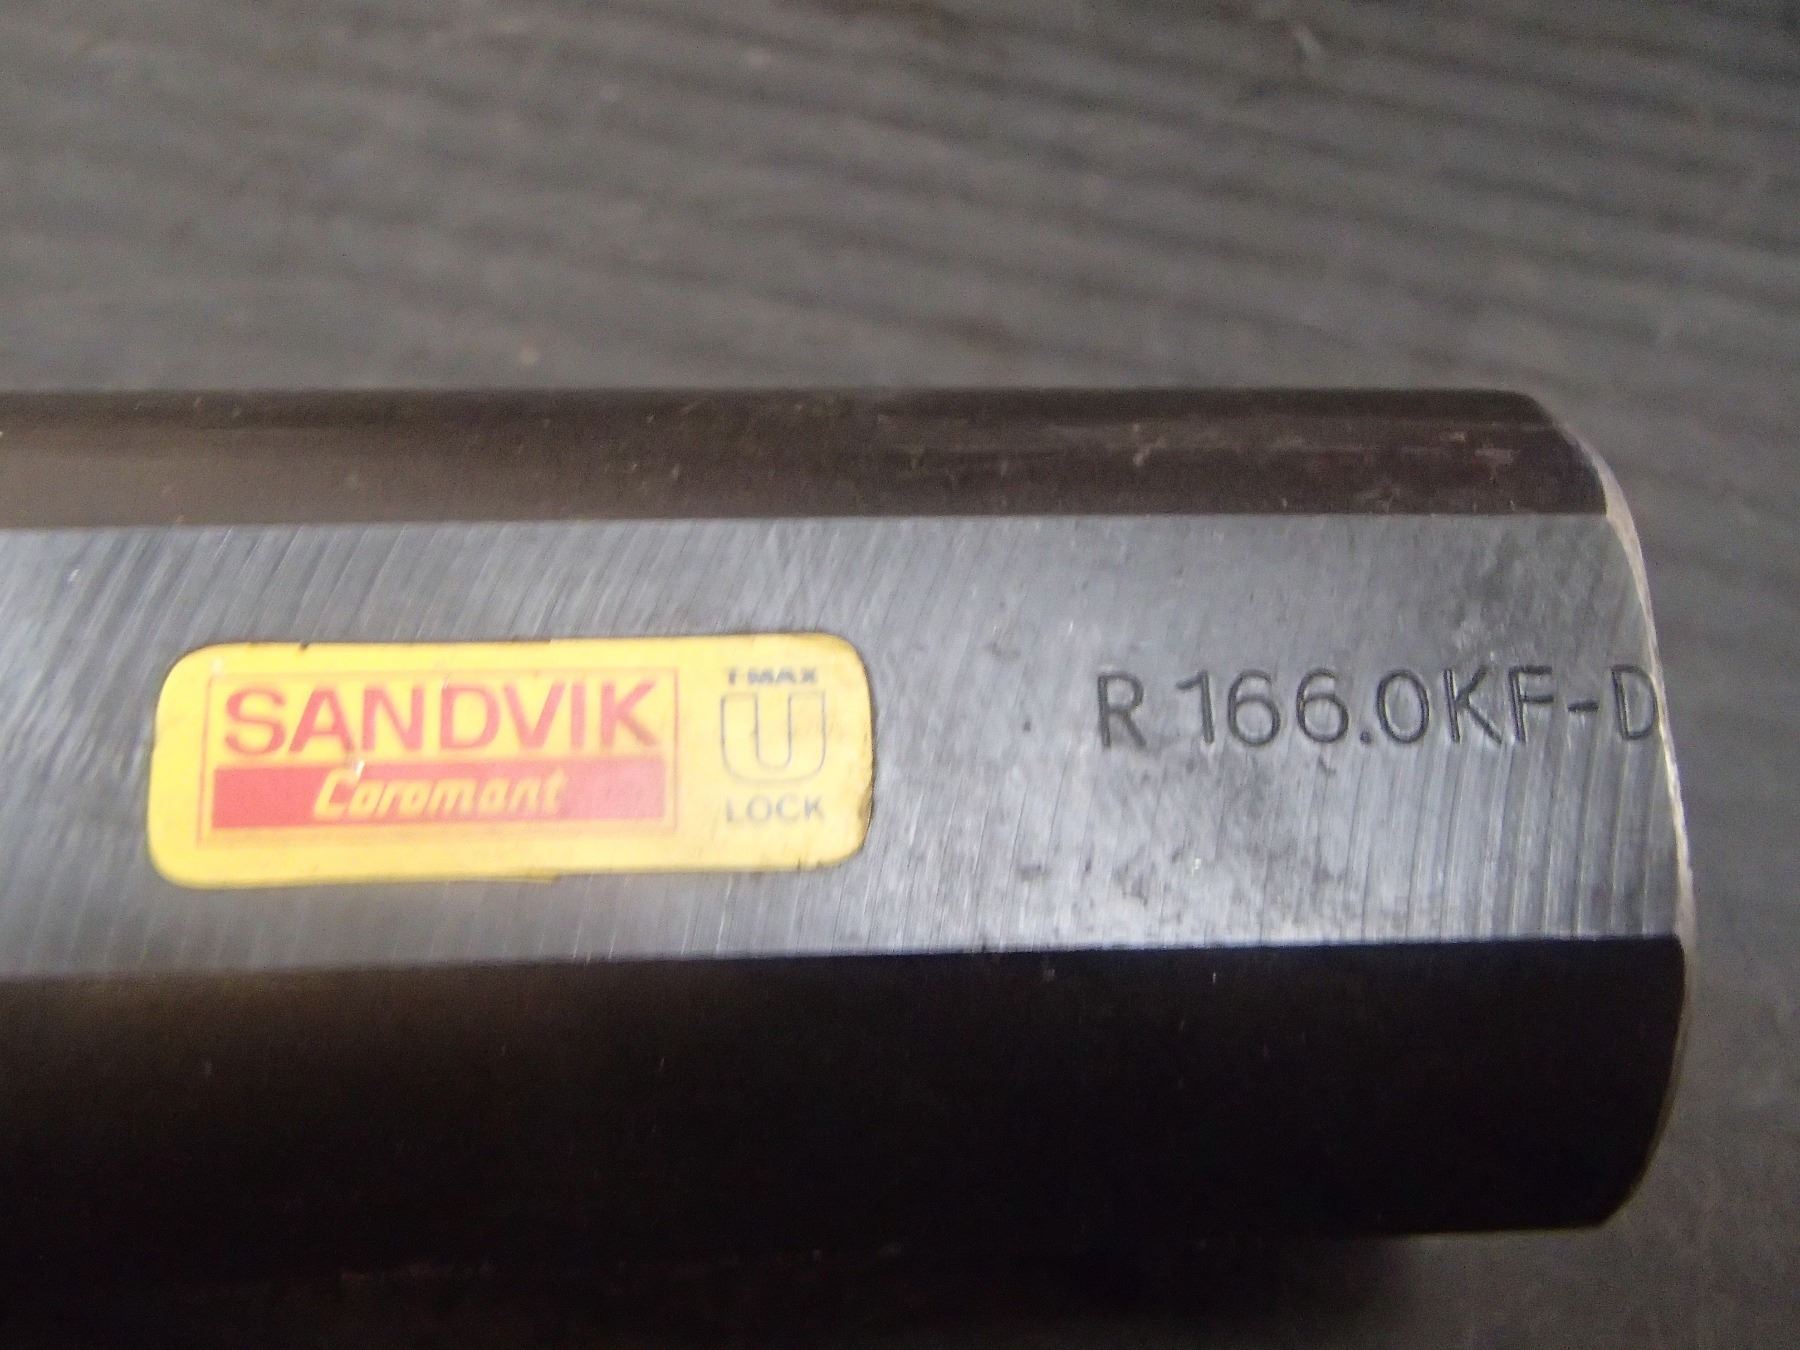 SANDVIK
Coromant
T-MAX
U
LOCK
R 166.0KF-D